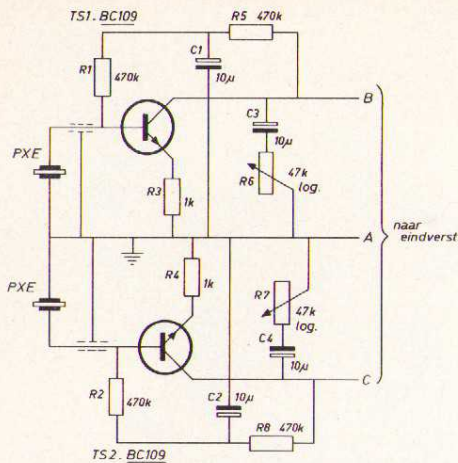 TS1. BC109
R5 470k
C1
10μ
R1
470k
B
C3
10μ
PXE
R3
1k
R6
47k
log.
A
naar
eindverst
R4
1k
PXE
R7
47k
log.
C4
10μ
C
R2
470k
C2
10μ
R8 470k
TS2. BC109